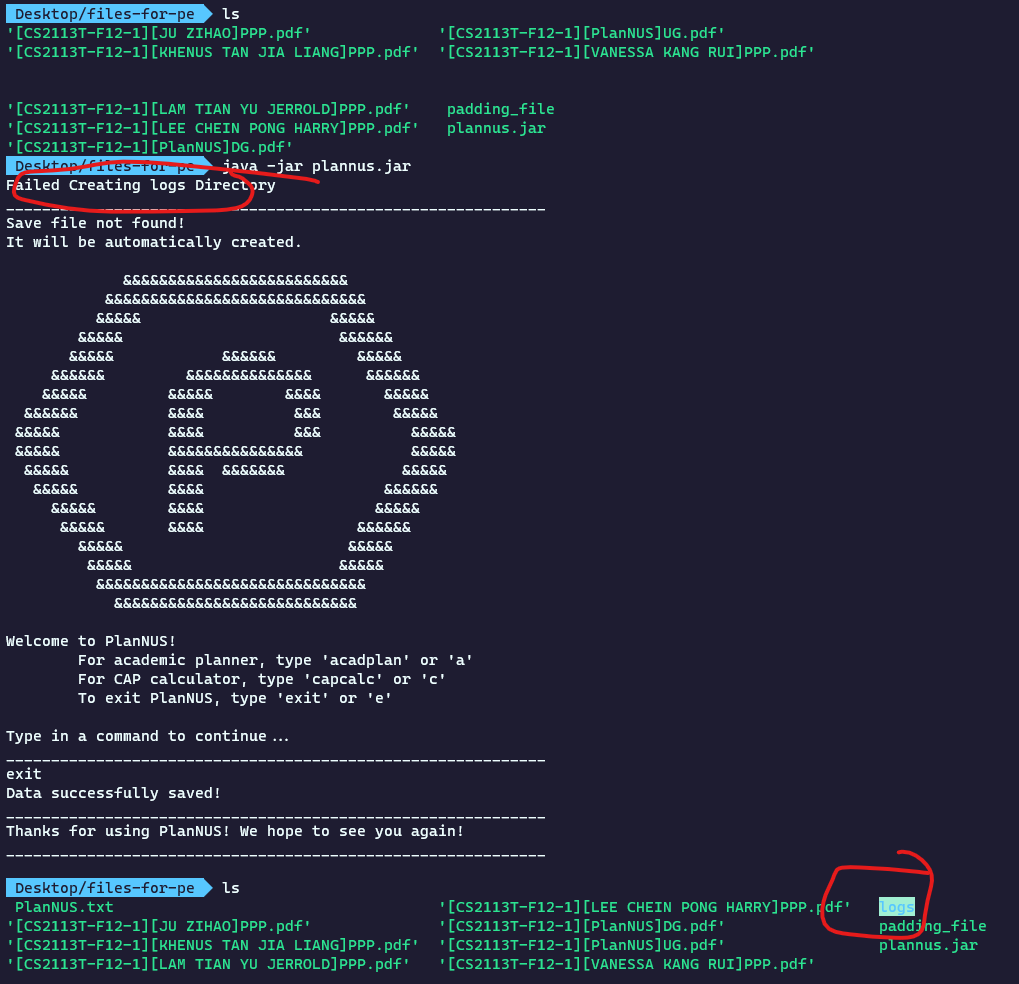 Desktop/files-for-pe ls
'[CS2113T-F12-1][JU ZIHAO]PPP.pdf' '[CS2113T-F12-1][PlanNUS]UG.pdf'
'[CS2113T-F12-1][KHENUS TAN JIA LIANG]PPP.pdf' '[CS2113T-F12-1][VANESSA KANG RUI]PPP.pdf'
'[CS2113T-F12-1][LAM TIAN YU JERROLD]PPP.pdf' padding_file
'[CS2113T-F12-1][LEE CHEIN PONG HARRY]PPP.pdf' plannus.jar
'[CS2113T-F12-1][PlanNUS]DG.pdf'
Desktop/files-for-pe java -jar plannus.jar
Failed Creating logs Directory
____________________________________________________________
Save file not found!
It will be automatically created.
&&&&&&&&&&&&&&&&&&&&&&&&&
&&&&&&&&&&&&&&&&&&&&&&&&&&&&&
&&&&& &&&&&
&&&&& &&&&&&
&&&&& &&&&&& &&&&&
&&&&&& &&&&&&&&&&&&&& &&&&&&
&&&&& &&&&& &&&& &&&&&
&&&&&& &&&& &&& &&&&&
&&&&& &&&& &&& &&&&&
&&&&& &&&&&&&&&&&&&&& &&&&&
&&&&& &&&& &&&&&&& &&&&&
&&&&& &&&& &&&&&&
&&&&& &&&& &&&&&
&&&&& &&&& &&&&&&
&&&&& &&&&&
&&&&& &&&&&
&&&&&&&&&&&&&&&&&&&&&&&&&&&&&&
&&&&&&&&&&&&&&&&&&&&&&&&&&&
Welcome to PlanNUS!
For academic planner, type 'acadplan' or 'a'
For CAP calculator, type 'capcalc' or 'c'
To exit PlanNUS, type 'exit' or 'e'
Type in a command to continue...
____________________________________________________________
exit
Data successfully saved!
____________________________________________________________
Thanks for using PlanNUS! We hope to see you again!
____________________________________________________________
Desktop/files-for-pe ls
PlanNUS.txt '[CS2113T-F12-1][LEE CHEIN PONG HARRY]PPP.pdf' logs
'[CS2113T-F12-1][JU ZIHAO]PPP.pdf' '[CS2113T-F12-1][PlanNUS]DG.pdf' padding_file
'[CS2113T-F12-1][KHENUS TAN JIA LIANG]PPP.pdf' '[CS2113T-F12-1][PlanNUS]UG.pdf' plannus.jar
'[CS2113T-F12-1][LAM TIAN YU JERROLD]PPP.pdf' '[CS2113T-F12-1][VANESSA KANG RUI]PPP.pdf'